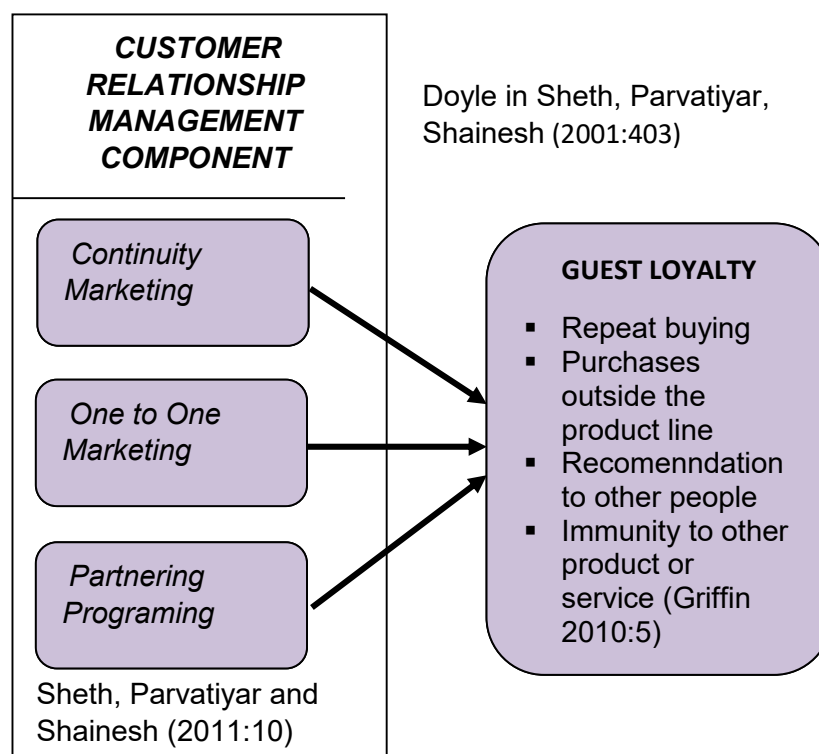 CUSTOMER
RELATIONSHIP
MANAGEMENT
COMPONENT
Doyle in Sheth, Parvatiyar,
Shainesh (2001:403)
Continuity
Marketing
One to One
Marketing
Partnering
Programing
Sheth, Parvatiyar and
Shainesh (2011:10)
GUEST LOYALTY
▪ Repeat buying
▪ Purchases
outside the
product line
▪ Recomenndation
to other people
▪ Immunity to other
product or
service (Griffin
2010:5)